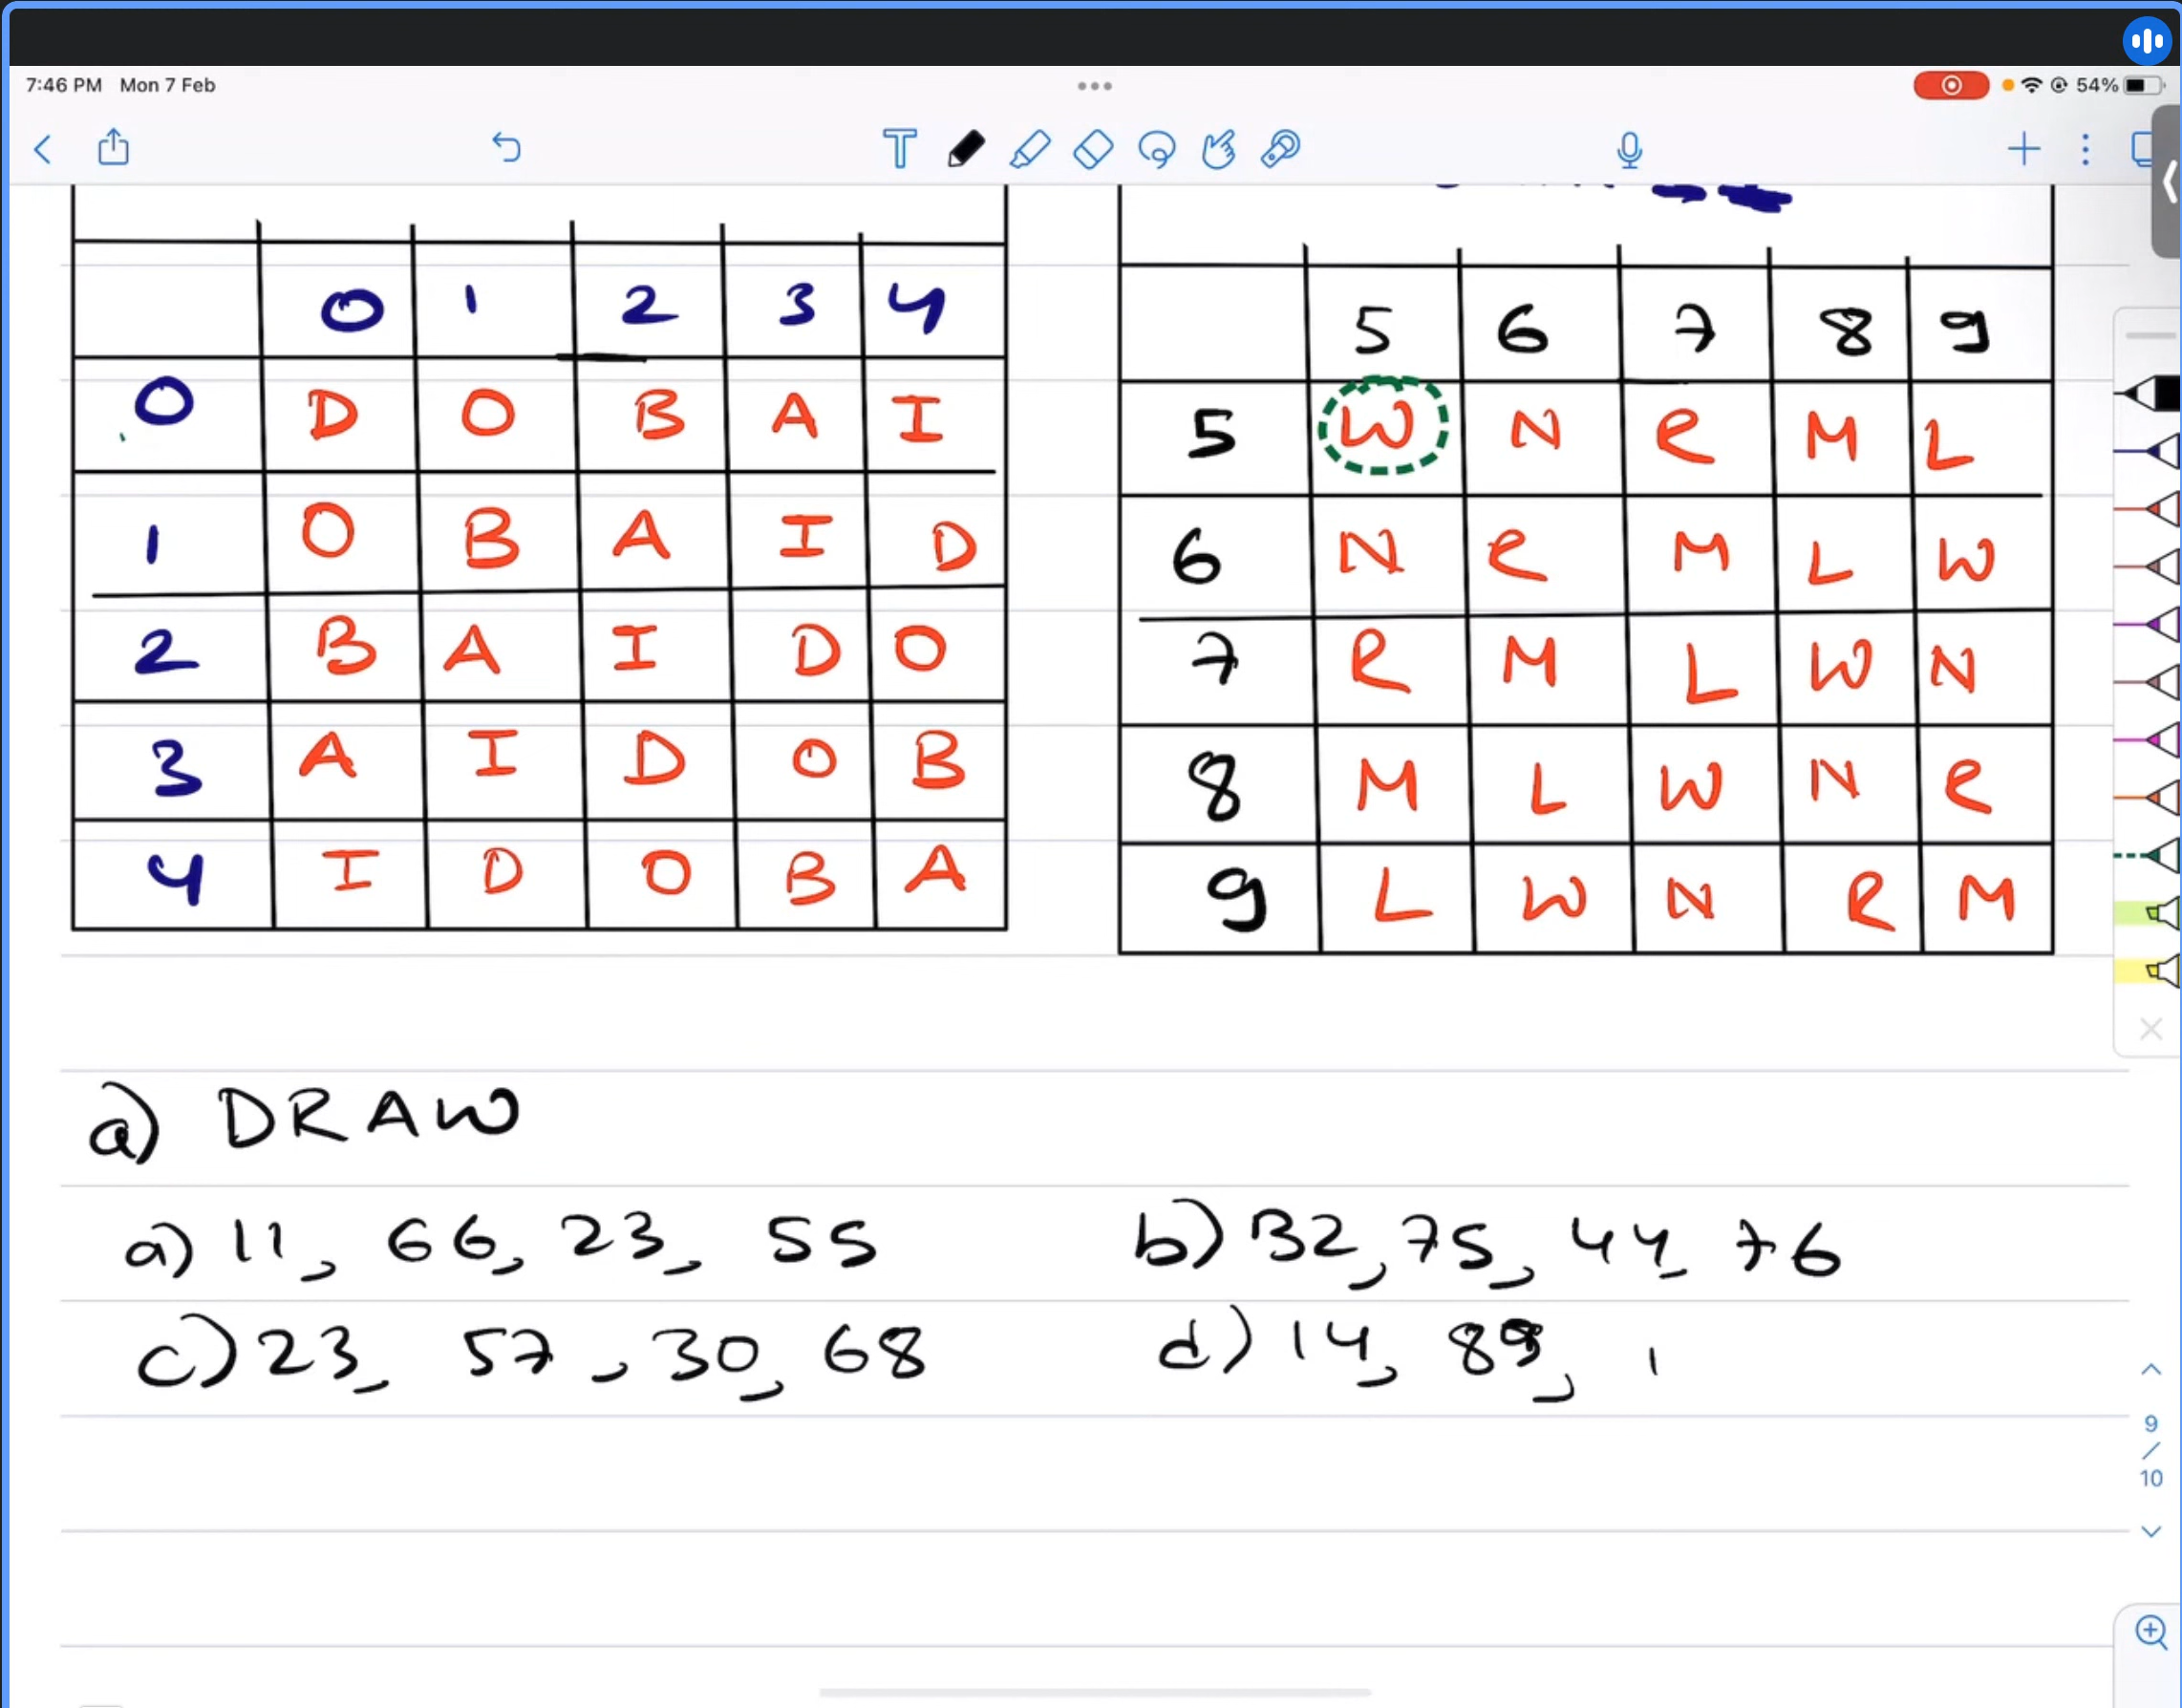 7:46 PM Mon 7 Feb
54%
T
0 1 2 3 4
0 D O B A I
1 O B A I D
2 B A I D O
3 A I D O B
4 I D O B A
5 6 7 8 9
5 W N R M L
6 N R M L W
7 R M L W N
8 M L W N R
9 L W N R M
a) DRAW
a) 11, 66, 23, 55
b) 32, 75, 44, 76
c) 23, 57, 30, 68
d) 14, 89, 1
9
/
10